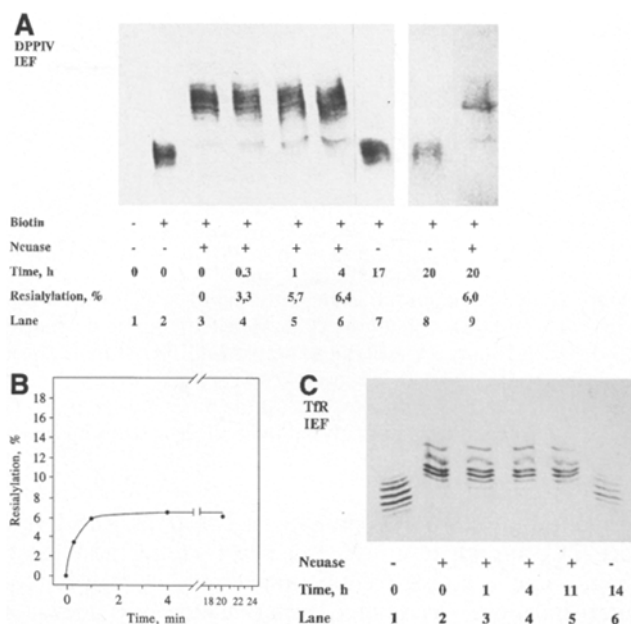 A
DPPIV
IEF
Biotin - + + + + + + + +
Neuase - - + + + + - - +
Time, h 0 0 0 0.3 1 4 17 20 20
Resialylation, % 0 3,3 5,7 6,4 6,0
Lane 1 2 3 4 5 6 7 8 9
B
Resialylation, %
18
16
14
12
10
8
6
4
2
0
0 2 4 18 20 22 24
Time, min
C
TfR
IEF
Neuase - + + + + -
Time, h 0 0 1 4 11 14
Lane 1 2 3 4 5 6